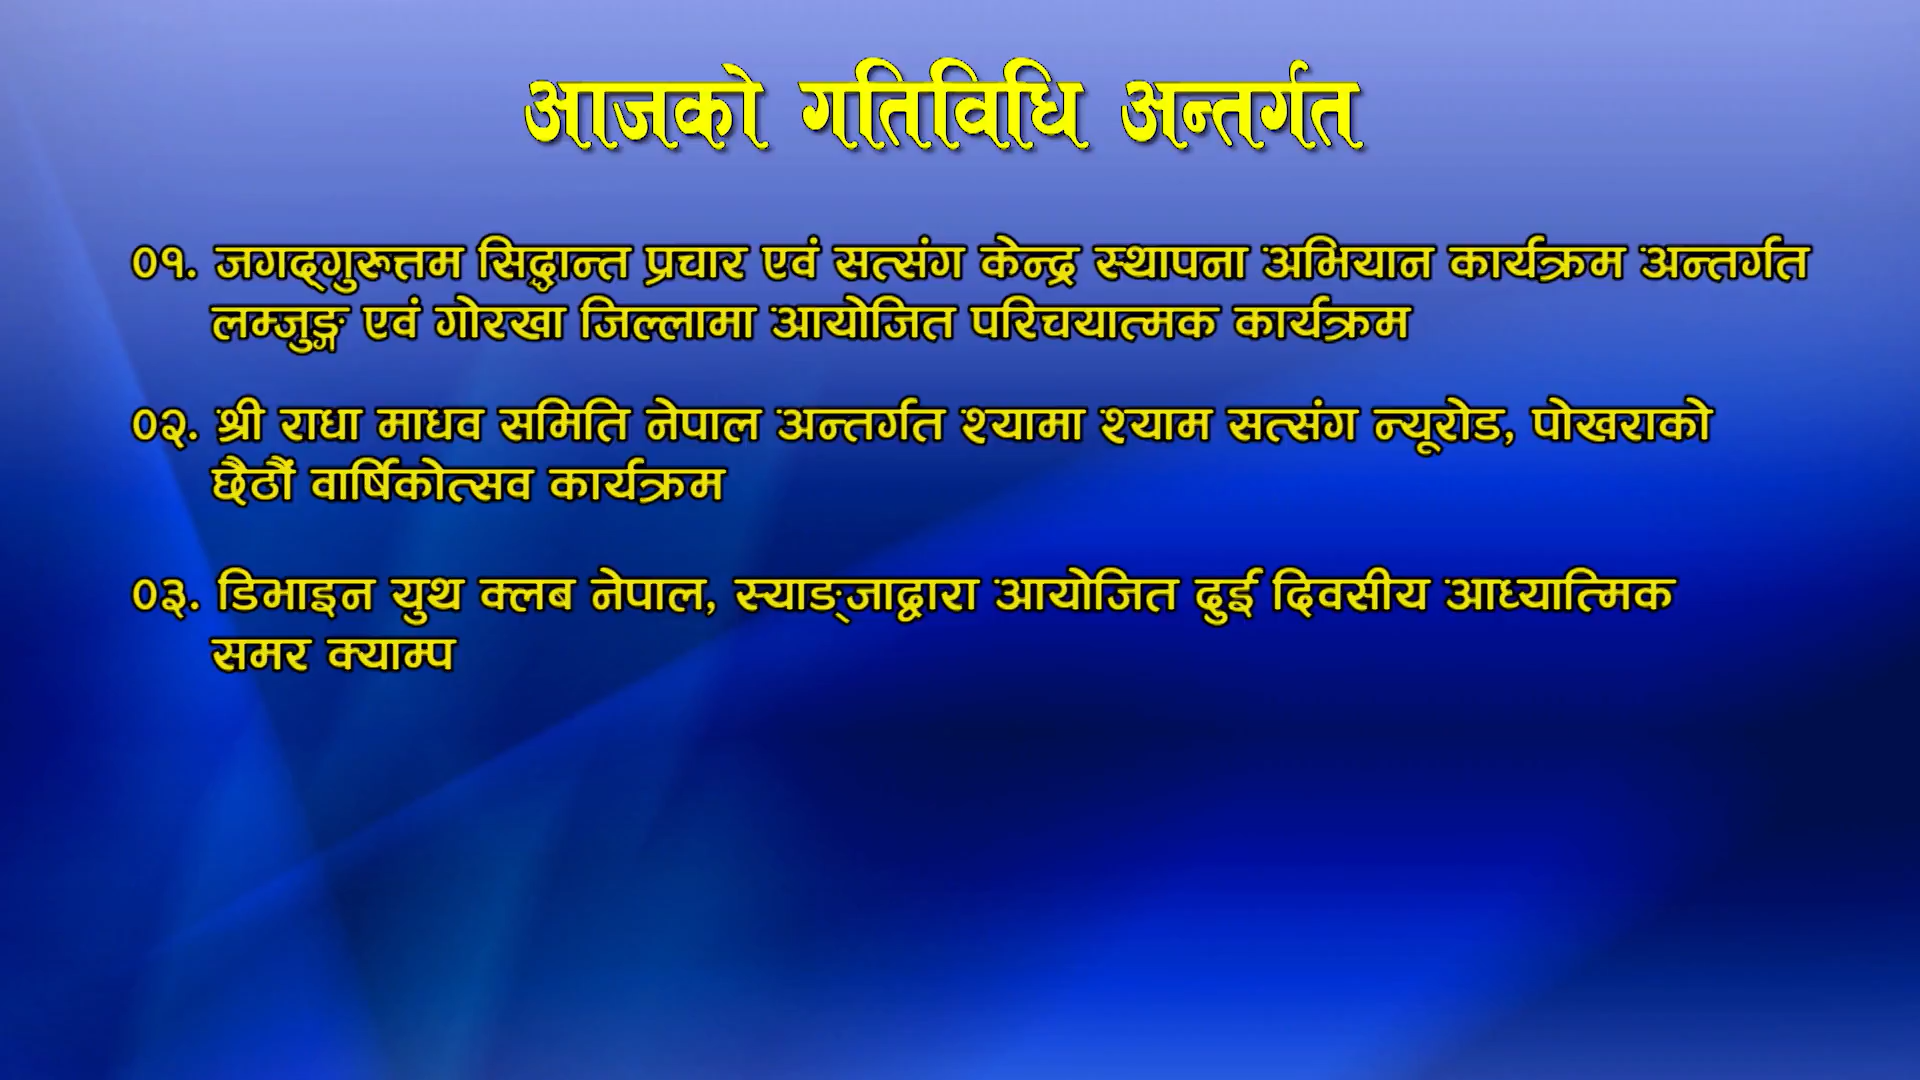 आजको गतिविधि अन्तर्गत
०१. जगद्‌गुरूत्तम सिद्धान्त प्रचार एवं सत्संग केन्द्र स्थापना अभियान कार्यक्रम अन्तर्गत
लम्जुङ्ग एवं गोरखा जिल्लामा आयोजित परिचयात्मक कार्यक्रम
०२. श्री राधा माधव समिति नेपाल अन्तर्गत श्यामा श्याम सत्संग न्यूरोड, पोखराको
छैठौं वार्षिकोत्सव कार्यक्रम
०३. डिभाइन युथ क्लब नेपाल, स्याङ्जाद्वारा आयोजित दुई दिवसीय आध्यात्मिक
समर क्याम्प